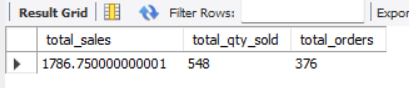 Result Grid Filter Rows: Expor
total_sales total_qty_sold total_orders
1786.750000000001 548 376